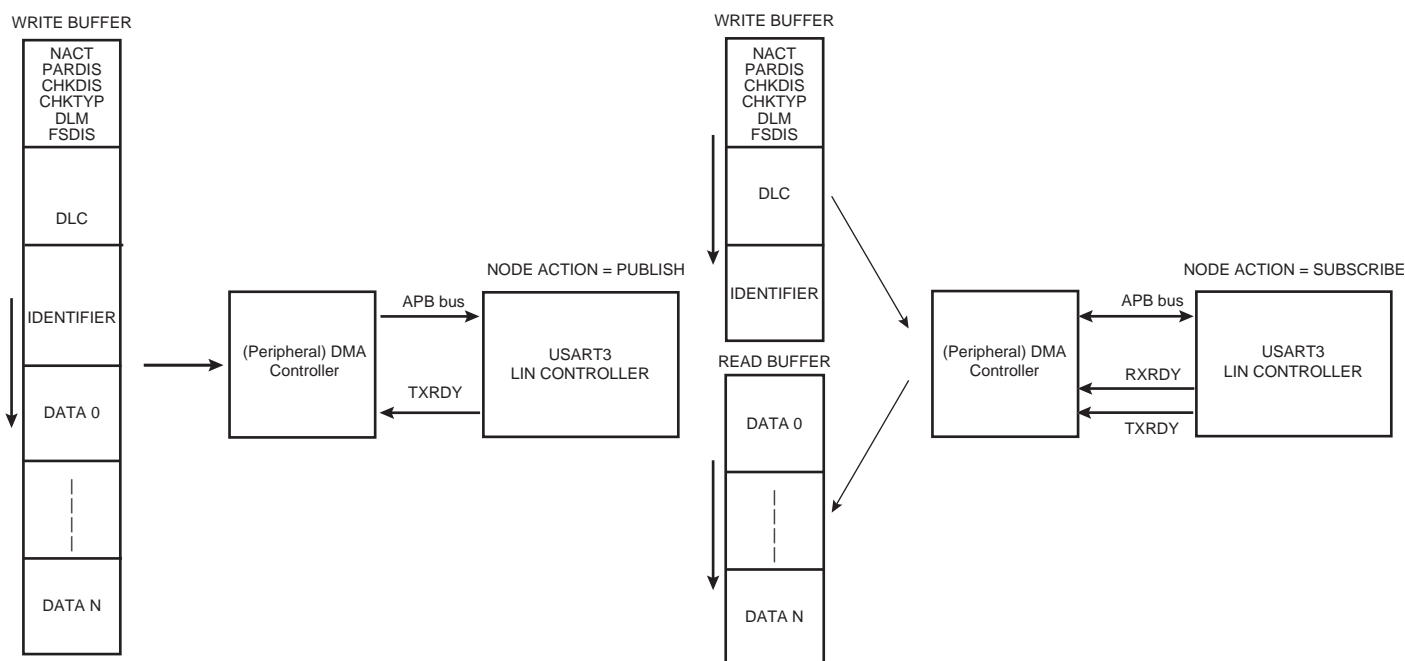 WRITE BUFFER
NACT
PARDIS
CHKDIS
CHKTYP
DLM
FSDIS
DLC
IDENTIFIER
DATA 0
DATA N
(Peripheral) DMA
Controller
APB bus
TXRDY
NODE ACTION = PUBLISH
USART3
LIN CONTROLLER
WRITE BUFFER
NACT
PARDIS
CHKDIS
CHKTYP
DLM
FSDIS
DLC
IDENTIFIER
READ BUFFER
DATA 0
DATA N
(Peripheral) DMA
Controller
APB bus
RXRDY
TXRDY
NODE ACTION = SUBSCRIBE
USART3
LIN CONTROLLER